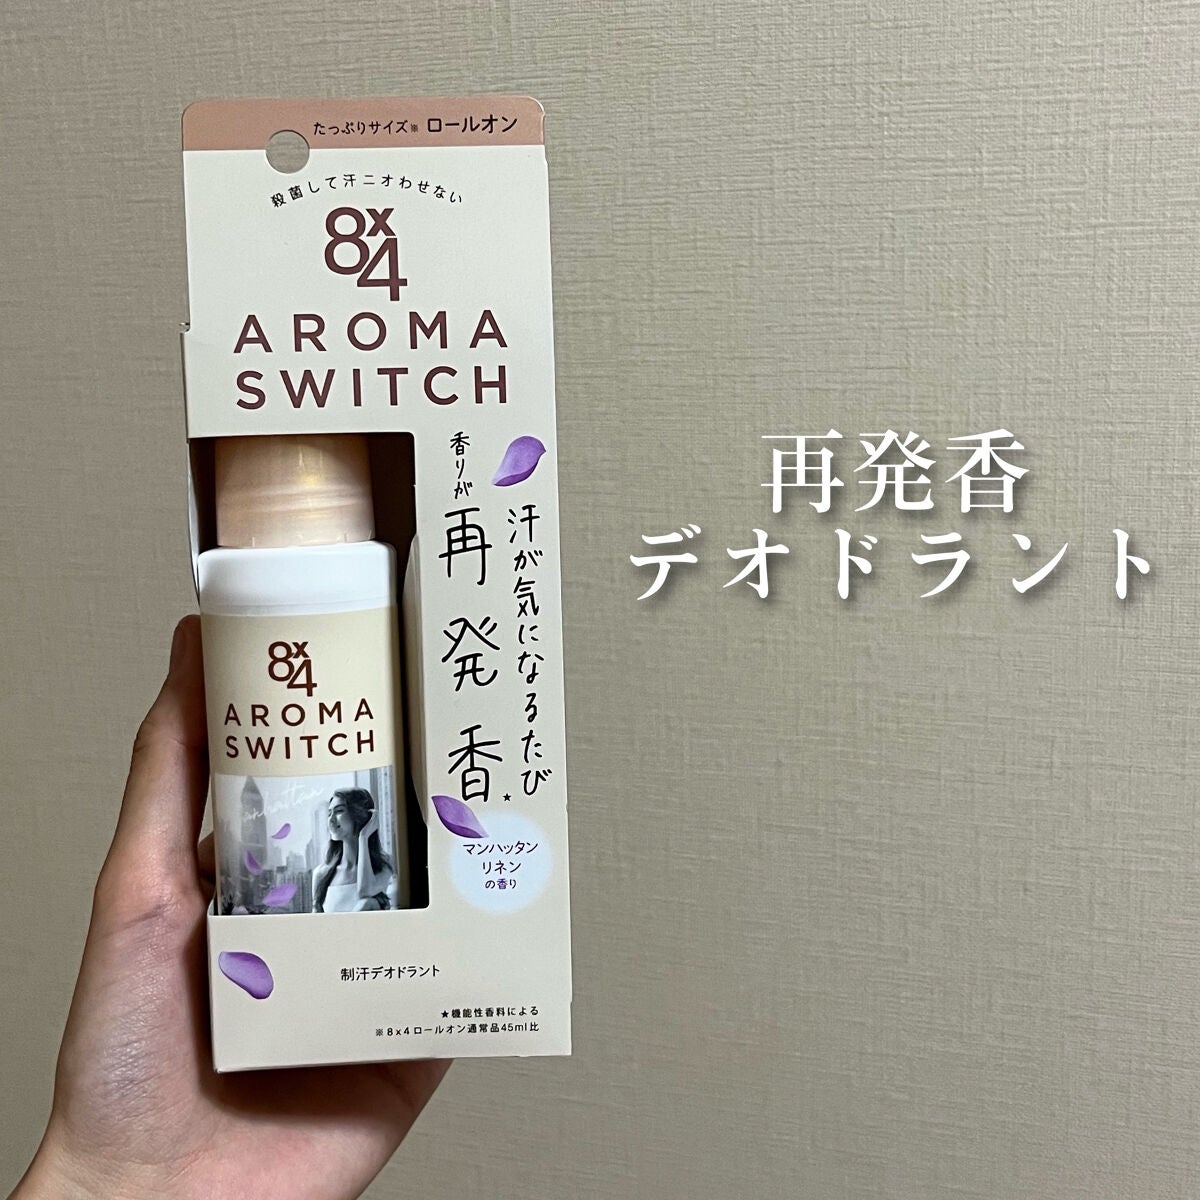 たっぷりサイズ※ ロールオン
殺菌して汗ニオわせない
8x4
AROMA
SWITCH
汗が気になるたび
香りが再発香★
マンハッタン
リネン
の香り
8x4
AROMA
SWITCH
Manhattan
制汗デオドラント
★機能性香料による
※8x4ロールオン通常品45ml比
再発香
デオドラント